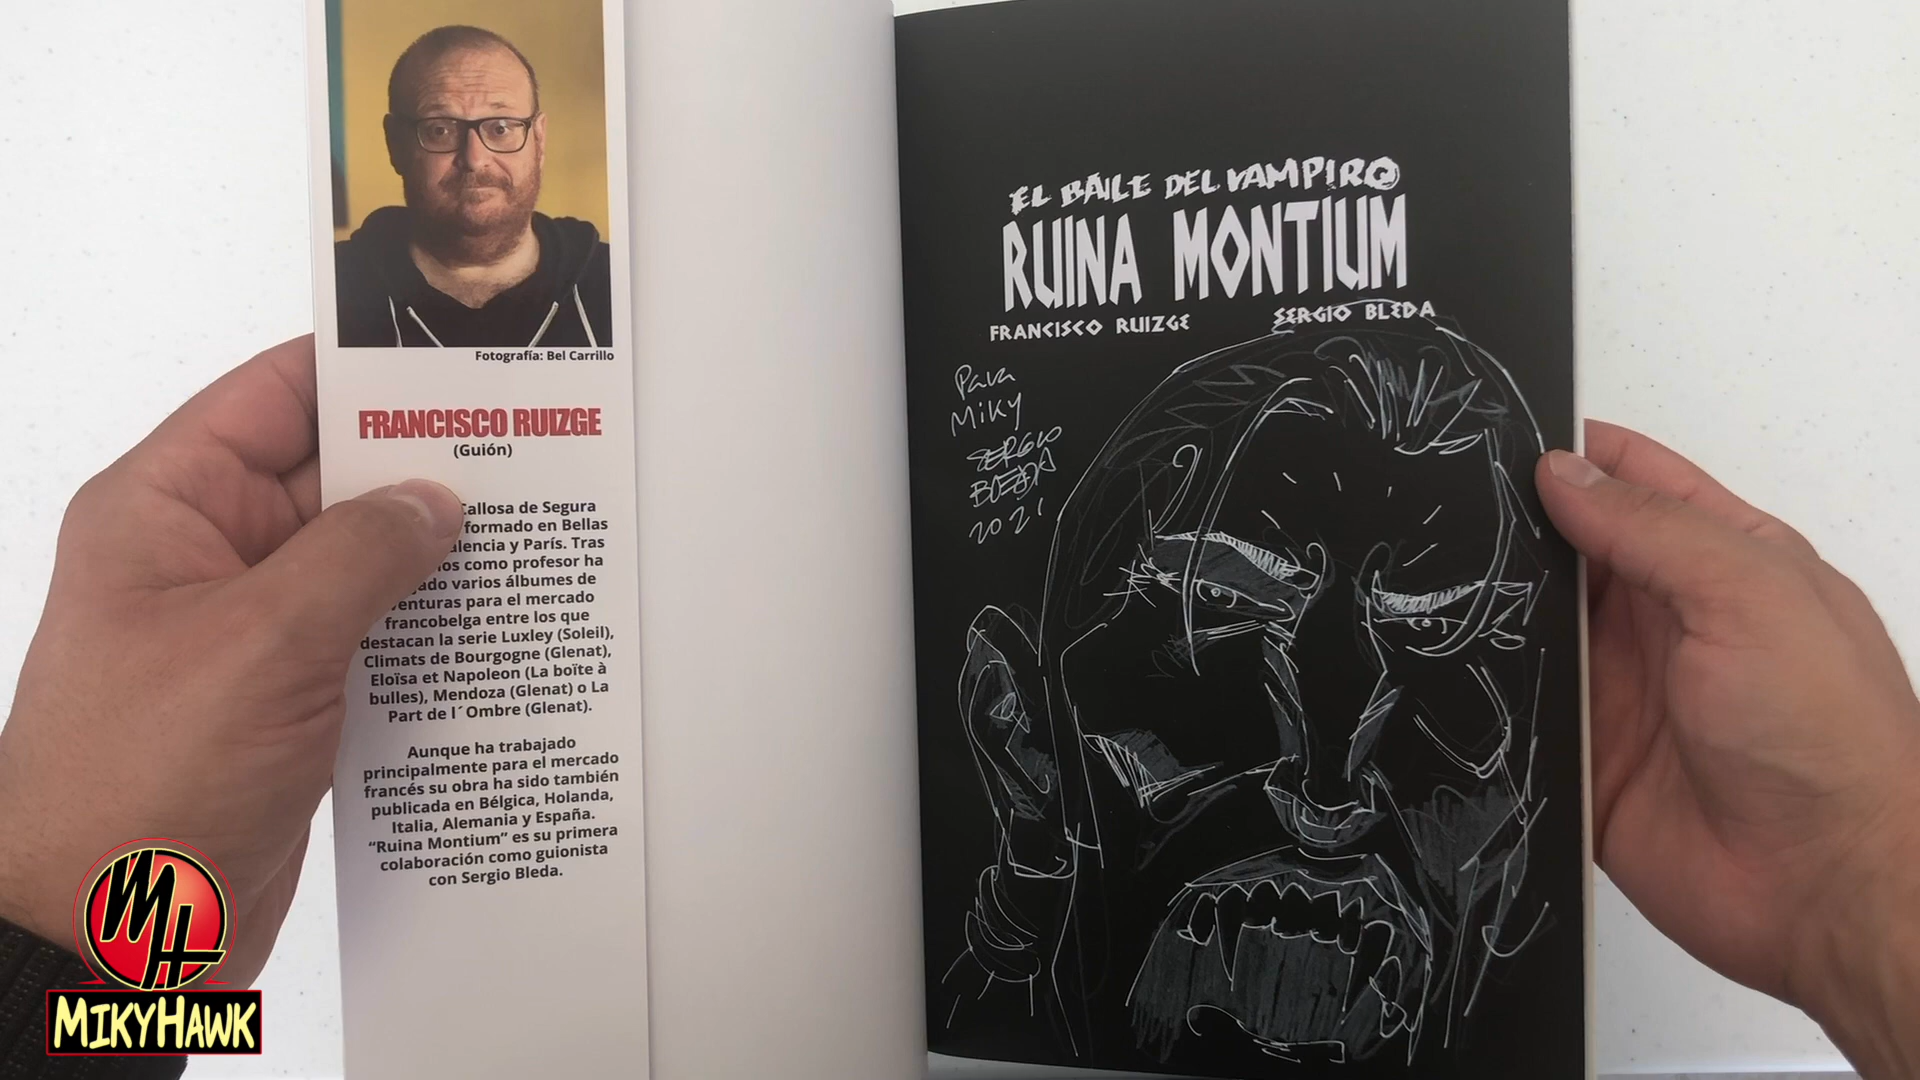 Fotografía: Bel Carrillo
FRANCISCO RUIZGE
(Guión)
Callosa de Segura
formado en Bellas
alencia y París. Tras
ños como profesor ha
ado varios álbumes de
venturas para el mercado
francobelga entre los que
destacan la serie Luxley (Soleil),
Climats de Bourgogne (Glenat),
Eloïsa et Napoleon (La boïte à
bulles), Mendoza (Glenat) o La
Part de l´Ombre (Glenat).
Aunque ha trabajado
principalmente para el mercado
francés su obra ha sido también
publicada en Bélgica, Holanda,
Italia, Alemania y España.
“Ruina Montium” es su primera
colaboración como guionista
con Sergio Bleda.
EL BAILE DEL VAMPIRO
RUINA MONTIUM
FRANCISCO RUIZGE SERGIO BLEDA
Para
Miky
SERGIO
BLEDA
2021
MH
MIKYHAWK